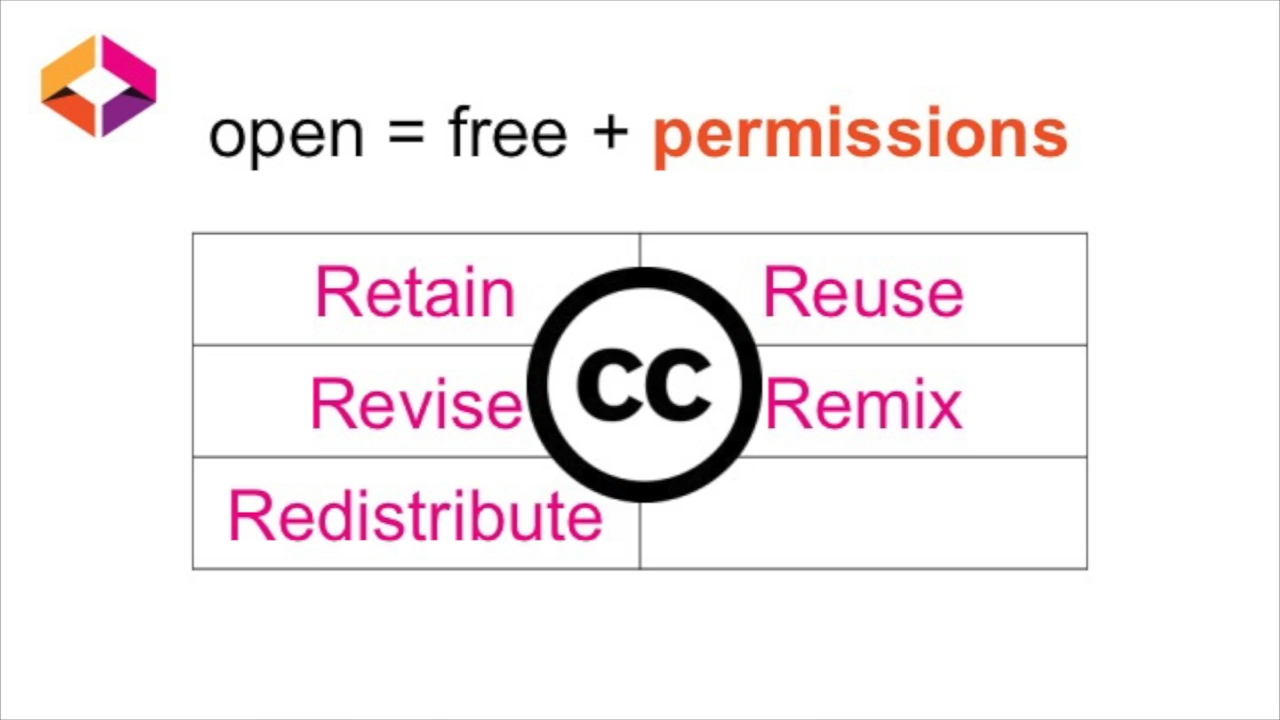 open = free + permissions
Retain Reuse
cc
Revise Remix
Redistribute